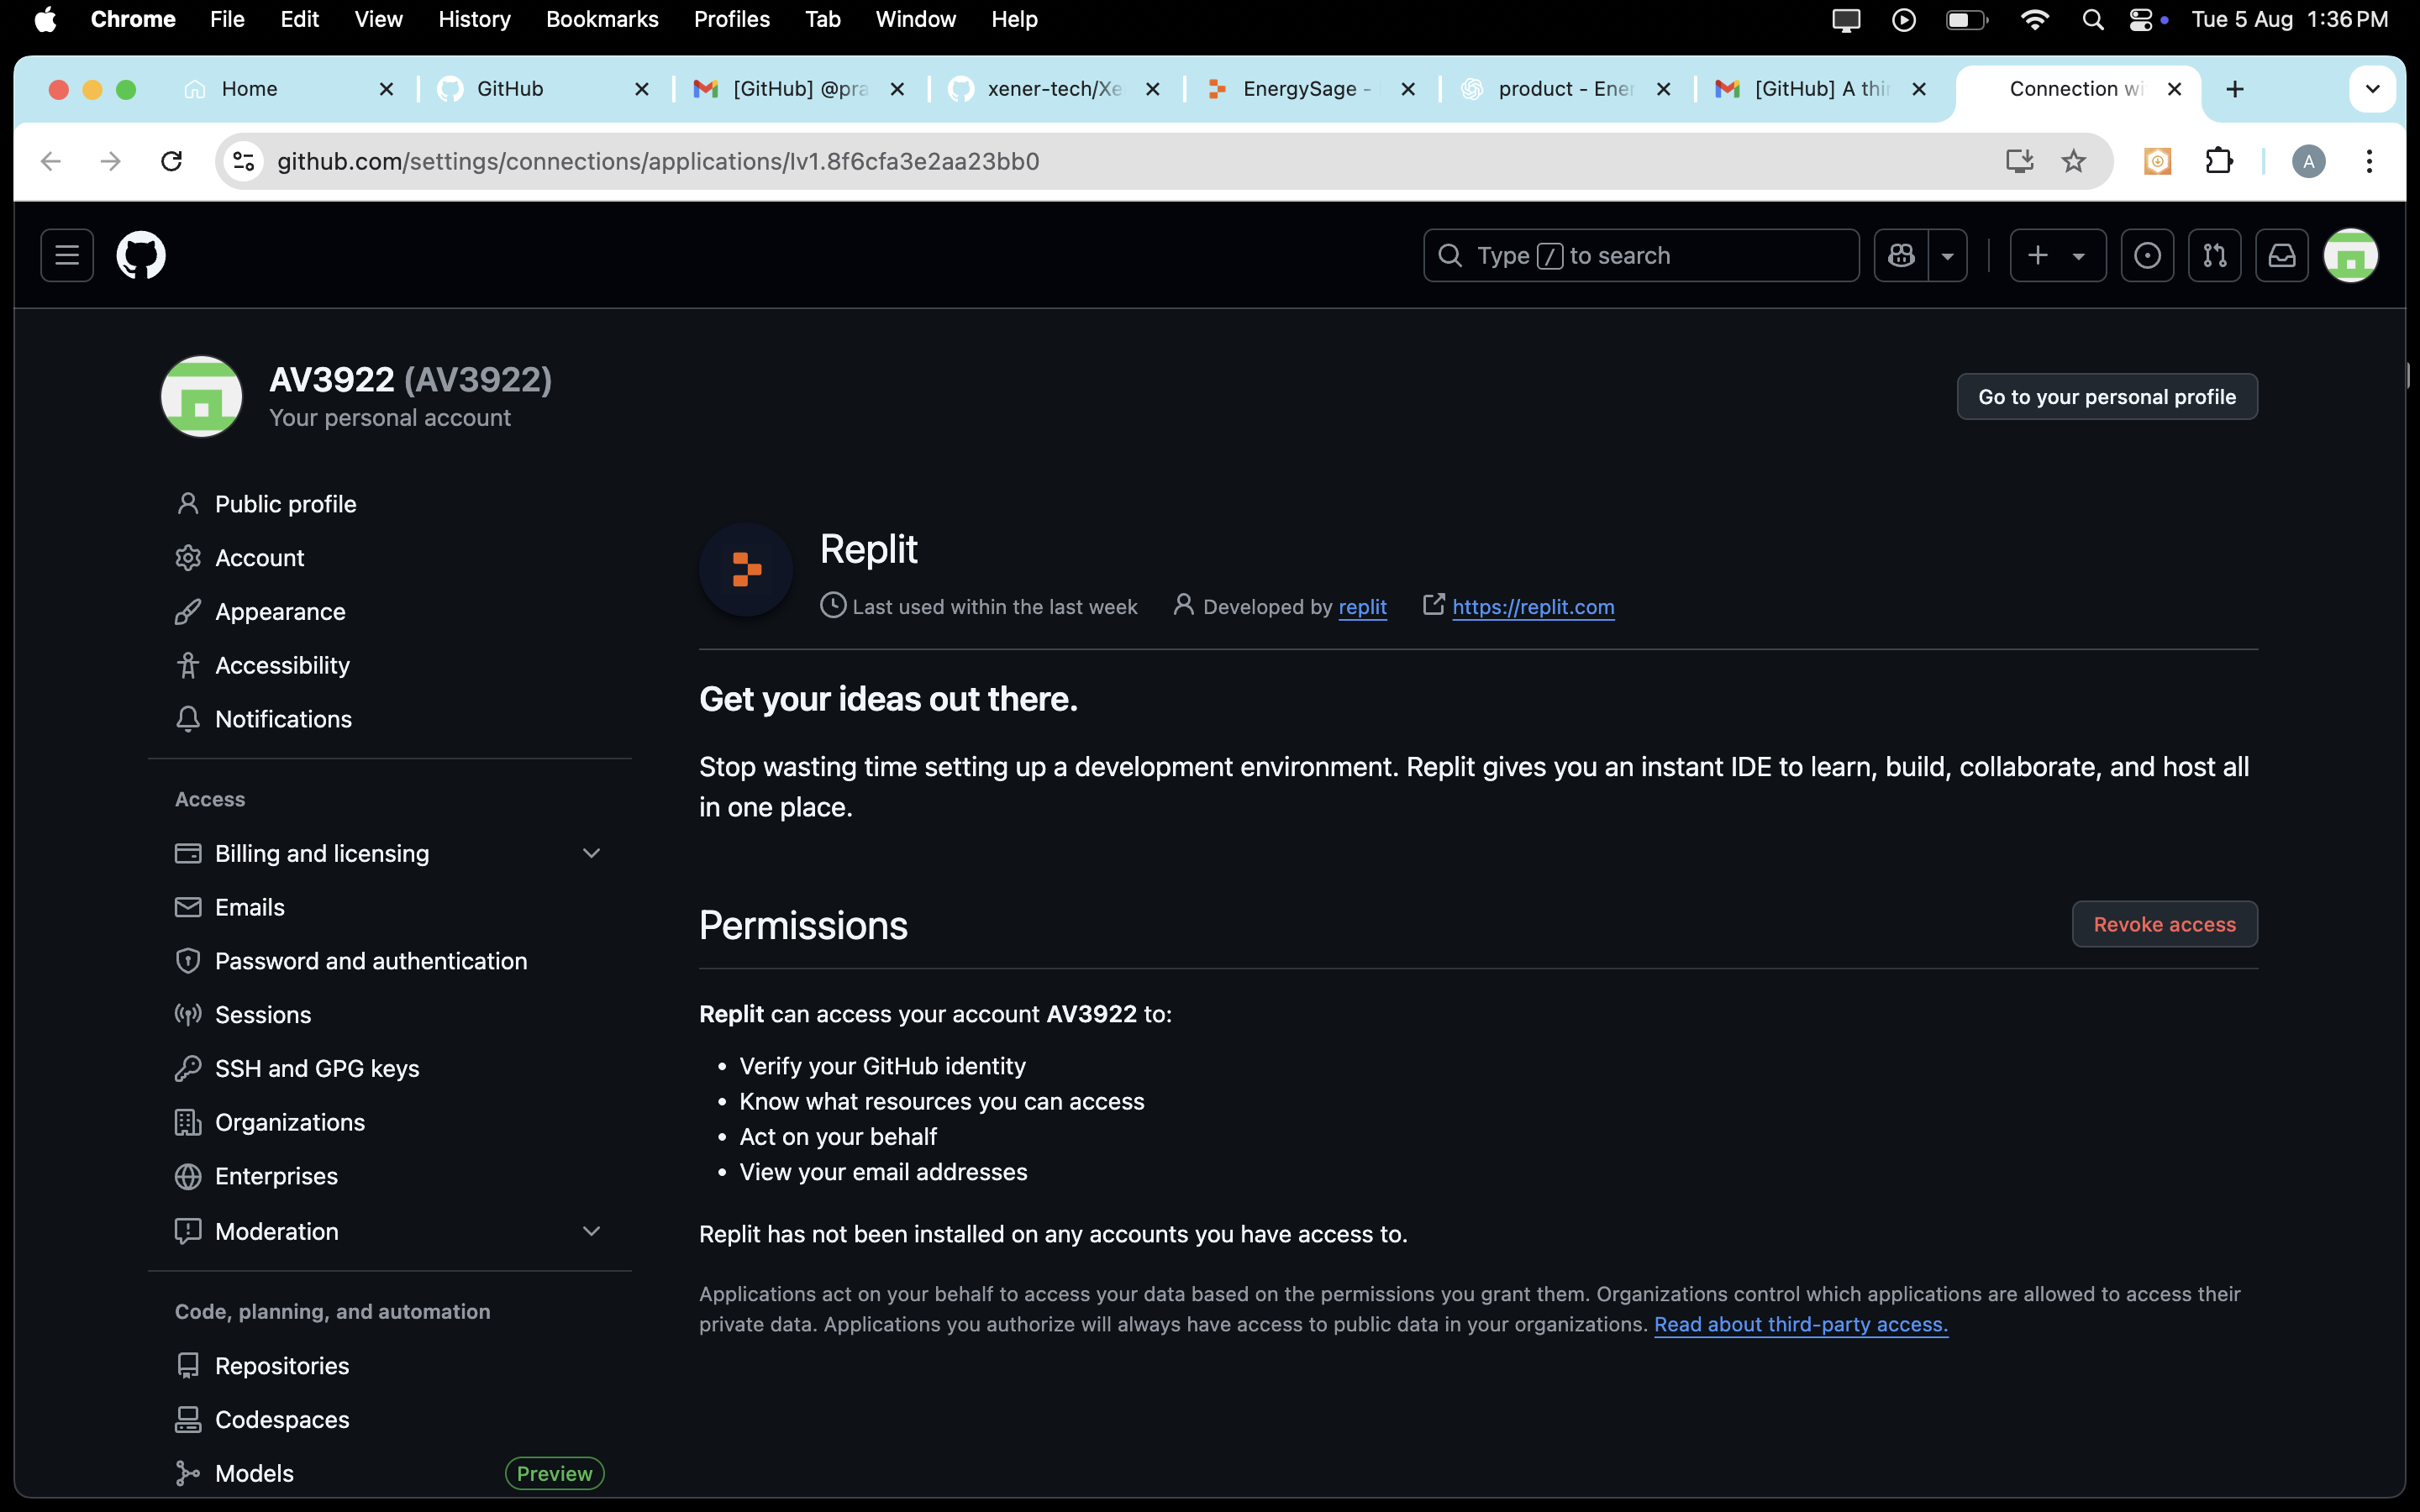 Chrome File Edit View History Bookmarks Profiles Tab Window Help Tue 5 Aug 1:36 PM
Home GitHub [GitHub] @pra xener-tech/Xe EnergySage - product - Ener [GitHub] A thir Connection wi
github.com/settings/connections/applications/Iv1.8f6cfa3e2aa23bb0 A
Type / to search
AV3922 (AV3922)
Your personal account
Go to your personal profile
Public profile
Account
Appearance
Accessibility
Notifications
Access
Billing and licensing
Emails
Password and authentication
Sessions
SSH and GPG keys
Organizations
Enterprises
Moderation
Code, planning, and automation
Repositories
Codespaces
Models Preview
Replit
Last used within the last week Developed by replit https://replit.com
Get your ideas out there.
Stop wasting time setting up a development environment. Replit gives you an instant IDE to learn, build, collaborate, and host all
in one place.
Permissions
Revoke access
Replit can access your account AV3922 to:
• Verify your GitHub identity
• Know what resources you can access
• Act on your behalf
• View your email addresses
Replit has not been installed on any accounts you have access to.
Applications act on your behalf to access your data based on the permissions you grant them. Organizations control which applications are allowed to access their
private data. Applications you authorize will always have access to public data in your organizations. Read about third-party access.